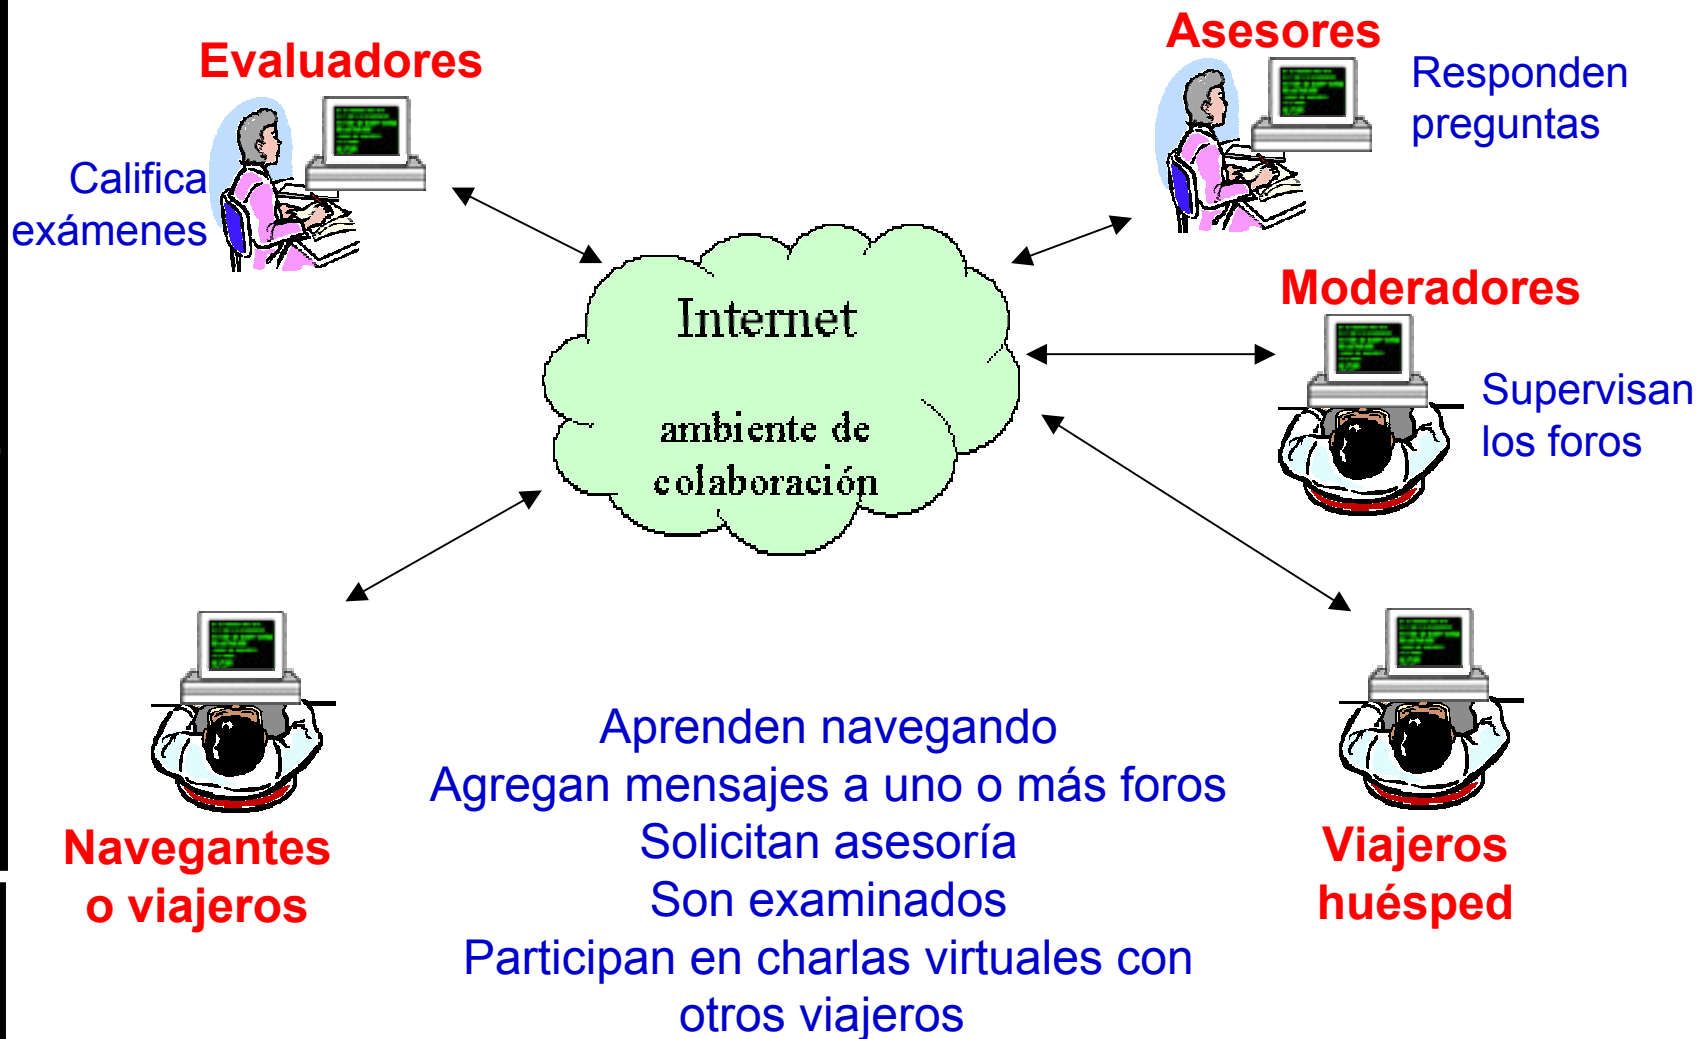 Evaluadores
Califica
exámenes
Asesores
Responden
preguntas
Internet
ambiente de
colaboración
Moderadores
Supervisan
los foros
Navegantes
o viajeros
Aprenden navegando
Agregan mensajes a uno o más foros
Solicitan asesoría
Son examinados
Participan en charlas virtuales con
otros viajeros
Viajeros
huésped